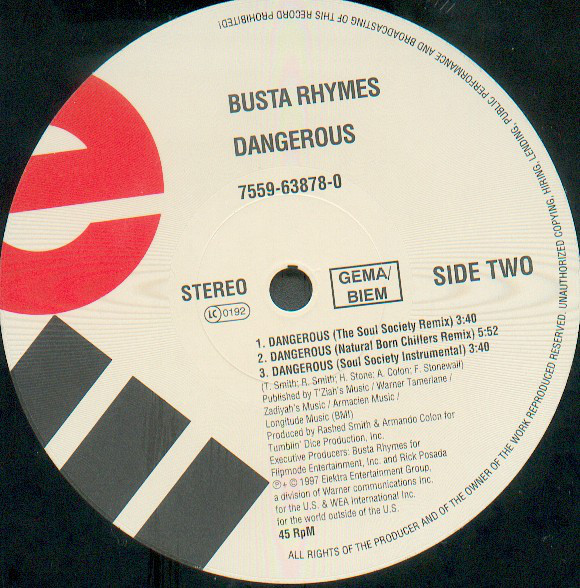 BUSTA RHYMES
DANGEROUS
7559-63878-0
STEREO
LC 0192
GEMA/
BIEM
SIDE TWO
1. DANGEROUS (The Soul Society Remix) 3:40
2. DANGEROUS (Natural Born Chillers Remix) 5:52
3. DANGEROUS (Soul Society Instrumental) 3:40
(T. Smith; R. Smith; H. Stone; A. Colon; F. Stonewall)
Published by T'Ziah's Music / Warner Tamerlane /
Zadiyah's Music / Armacien Music /
Longitude Music (BMI)
Produced by Rashed Smith & Armando Colon for
Tumbin' Dice Production, Inc.
Executive Producers: Busta Rhymes for
Flipmode Entertainment, Inc. and Rick Posada
℗ + © 1997 Elektra Entertainment Group,
a division of Warner communications inc.
for the U.S. & WEA international Inc.
for the world outside of the U.S.
45 RpM
ALL RIGHTS OF THE PRODUCER AND OF THE OWNER OF THE WORK REPRODUCED RESERVED. UNAUTHORIZED COPYING, HIRING, LENDING, PUBLIC PERFORMANCE AND BROADCASTING OF THIS RECORD PROHIBITED!